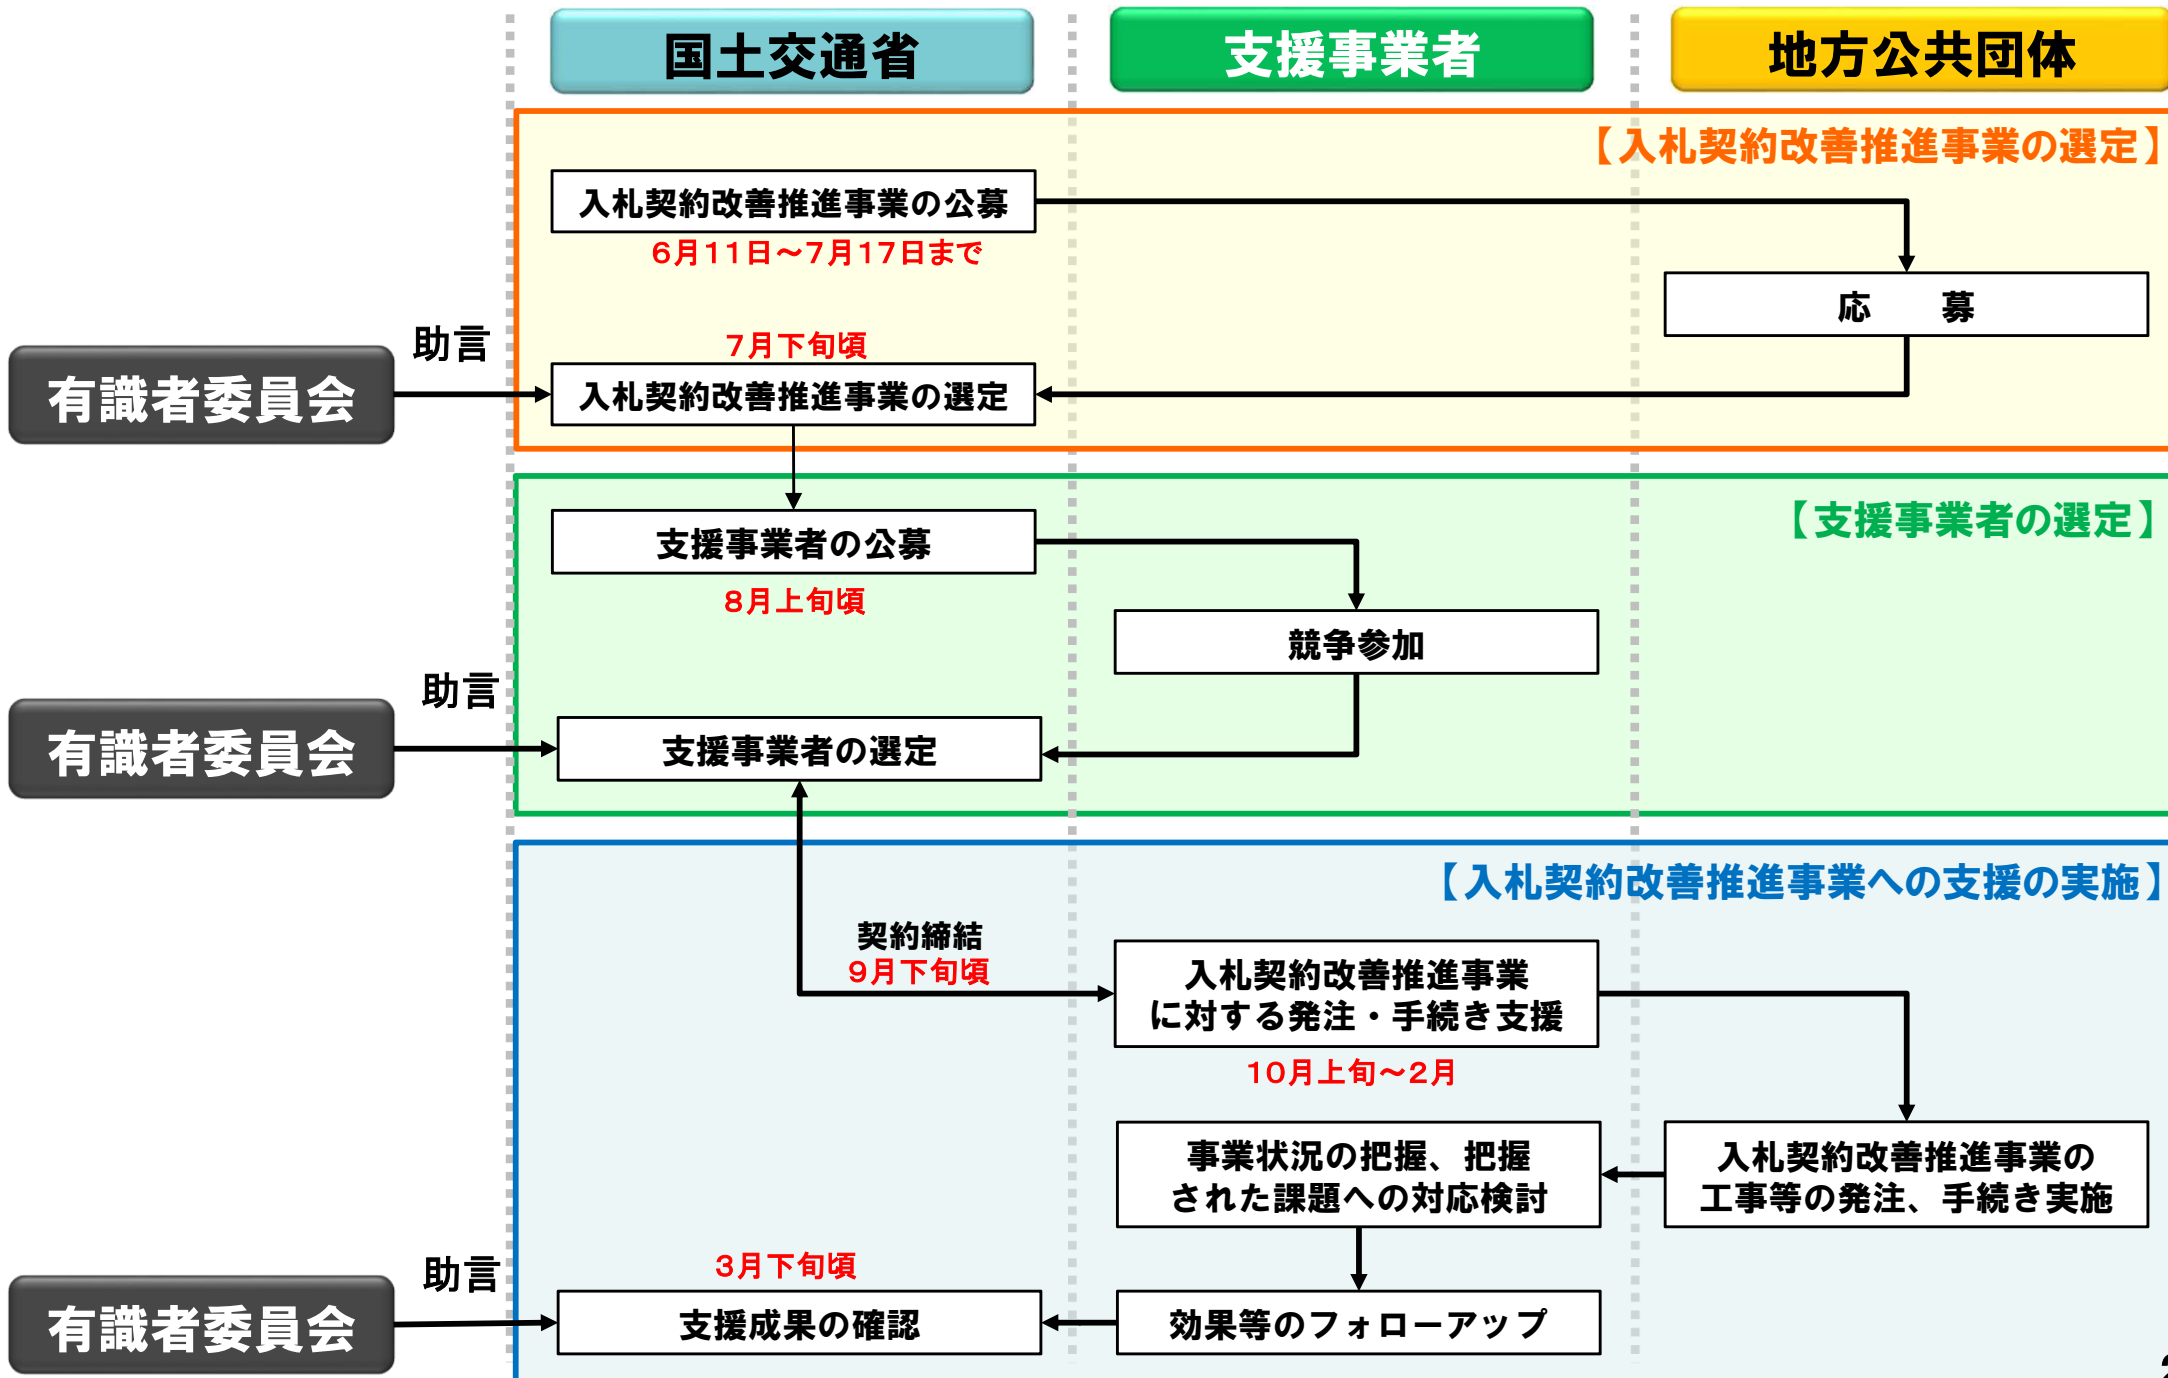 国土交通省
支援事業者
地方公共団体
【入札契約改善推進事業の選定】
入札契約改善推進事業の公募
6月11日～7月17日まで
応　　募
助言
7月下旬頃
有識者委員会
入札契約改善推進事業の選定
【支援事業者の選定】
支援事業者の公募
8月上旬頃
競争参加
助言
有識者委員会
支援事業者の選定
【入札契約改善推進事業への支援の実施】
契約締結
9月下旬頃
入札契約改善推進事業
に対する発注・手続き支援
10月上旬～2月
事業状況の把握、把握
された課題への対応検討
入札契約改善推進事業の
工事等の発注、手続き実施
助言
3月下旬頃
有識者委員会
支援成果の確認
効果等のフォローアップ